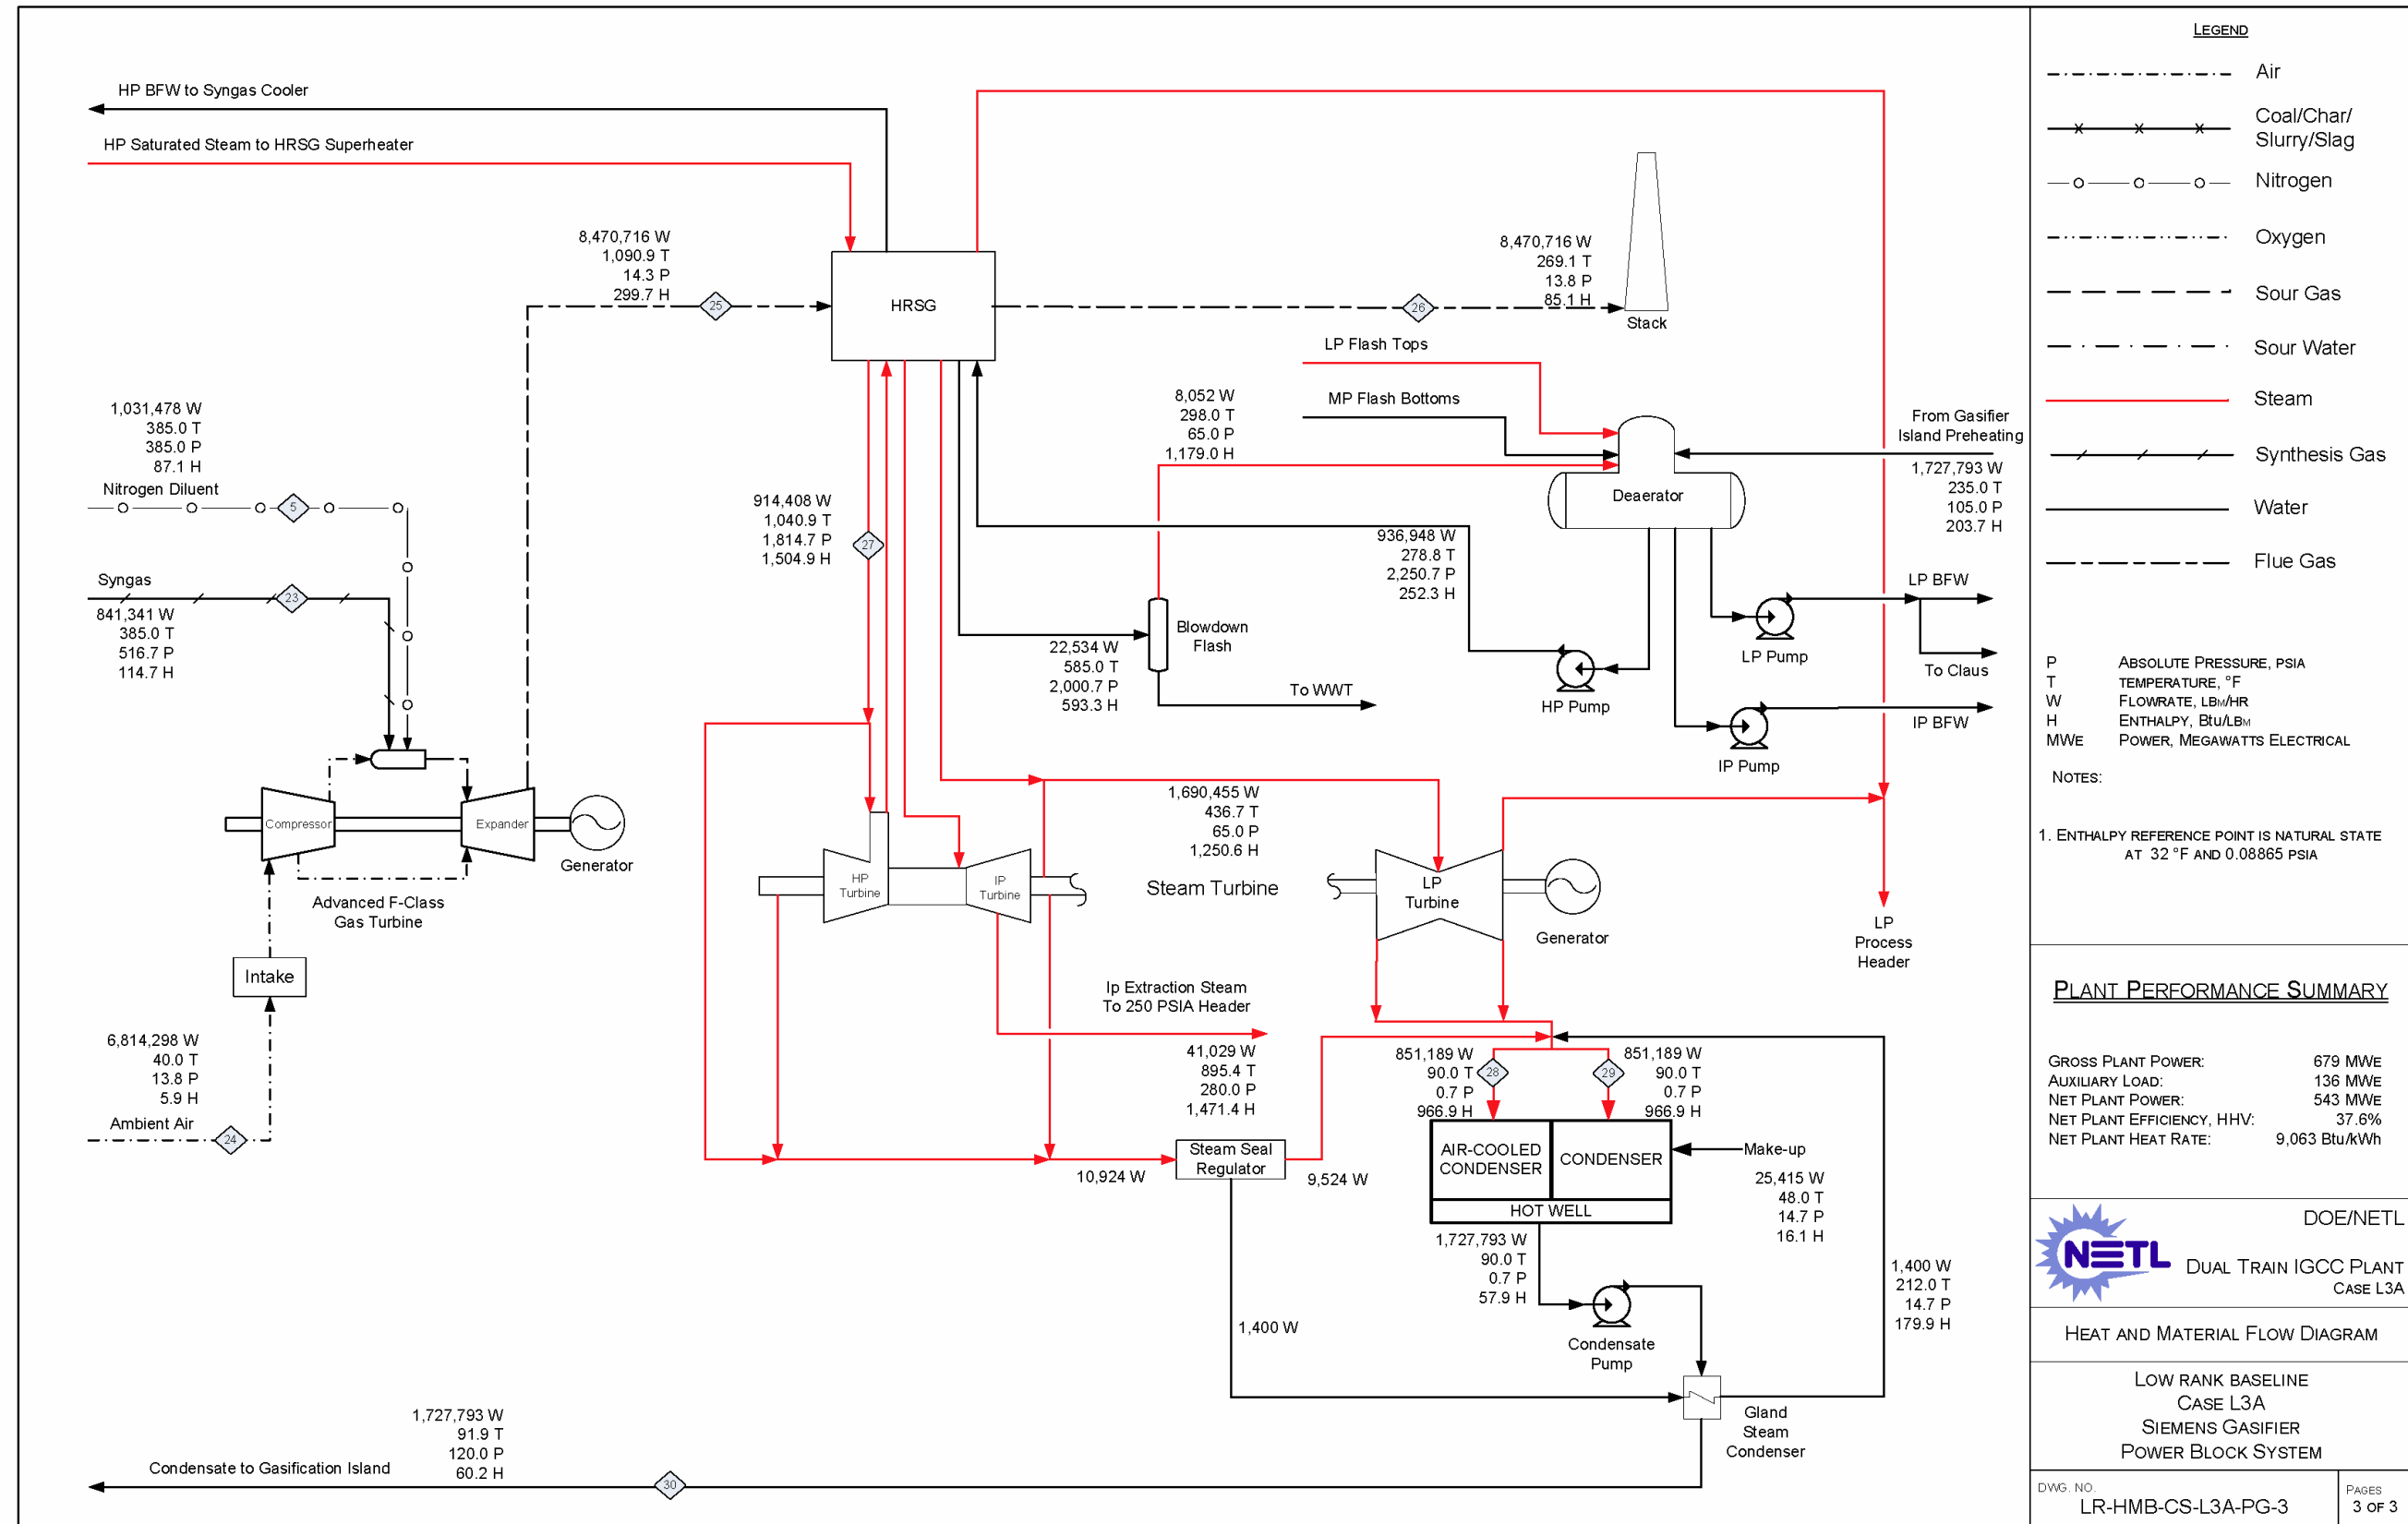 HP BFW to Syngas Cooler
HP Saturated Steam to HRSG Superheater
8,470,716 W
1,090.9 T
14.3 P
299.7 H
25
HRSG
8,470,716 W
269.1 T
13.8 P
85.1 H
26
Stack
1,031,478 W
385.0 T
385.0 P
87.1 H
Nitrogen Diluent
5
Syngas
23
841,341 W
385.0 T
516.7 P
114.7 H
914,408 W
1,040.9 T
1,814.7 P
1,504.9 H
27
LP Flash Tops
MP Flash Bottoms
8,052 W
298.0 T
65.0 P
1,179.0 H
From Gasifier
Island Preheating
1,727,793 W
235.0 T
105.0 P
203.7 H
Deaerator
936,948 W
278.8 T
2,250.7 P
252.3 H
Blowdown
Flash
22,534 W
585.0 T
2,000.7 P
593.3 H
To WWT
HP Pump
LP Pump
LP BFW
To Claus
IP Pump
IP BFW
Compressor
Expander
Generator
Advanced F-Class
Gas Turbine
Intake
6,814,298 W
40.0 T
13.8 P
5.9 H
Ambient Air
24
1,690,455 W
436.7 T
65.0 P
1,250.6 H
HP
Turbine
IP
Turbine
Steam Turbine
LP
Turbine
Generator
LP
Process
Header
Ip Extraction Steam
To 250 PSIA Header
41,029 W
895.4 T
280.0 P
1,471.4 H
851,189 W
90.0 T
0.7 P
966.9 H
28
29
851,189 W
90.0 T
0.7 P
966.9 H
10,924 W
Steam Seal
Regulator
9,524 W
AIR-COOLED
CONDENSER
CONDENSER
HOT WELL
Make-up
25,415 W
48.0 T
14.7 P
16.1 H
1,727,793 W
90.0 T
0.7 P
57.9 H
Condensate
Pump
1,400 W
1,400 W
212.0 T
14.7 P
179.9 H
Gland
Steam
Condenser
1,727,793 W
91.9 T
120.0 P
60.2 H
Condensate to Gasification Island
30
LEGEND
Air
Coal/Char/
Slurry/Slag
Nitrogen
Oxygen
Sour Gas
Sour Water
Steam
Synthesis Gas
Water
Flue Gas
P ABSOLUTE PRESSURE, PSIA
T TEMPERATURE, °F
W FLOWRATE, LBM/HR
H ENTHALPY, Btu/LBM
MWE POWER, MEGAWATTS ELECTRICAL
NOTES:
1. ENTHALPY REFERENCE POINT IS NATURAL STATE
AT 32 °F AND 0.08865 PSIA
PLANT PERFORMANCE SUMMARY
GROSS PLANT POWER: 679 MWE
AUXILIARY LOAD: 136 MWE
NET PLANT POWER: 543 MWE
NET PLANT EFFICIENCY, HHV: 37.6%
NET PLANT HEAT RATE: 9,063 Btu/kWh
NETL
DOE/NETL
DUAL TRAIN IGCC PLANT
CASE L3A
HEAT AND MATERIAL FLOW DIAGRAM
LOW RANK BASELINE
CASE L3A
SIEMENS GASIFIER
POWER BLOCK SYSTEM
DWG. NO.
LR-HMB-CS-L3A-PG-3
PAGES
3 OF 3